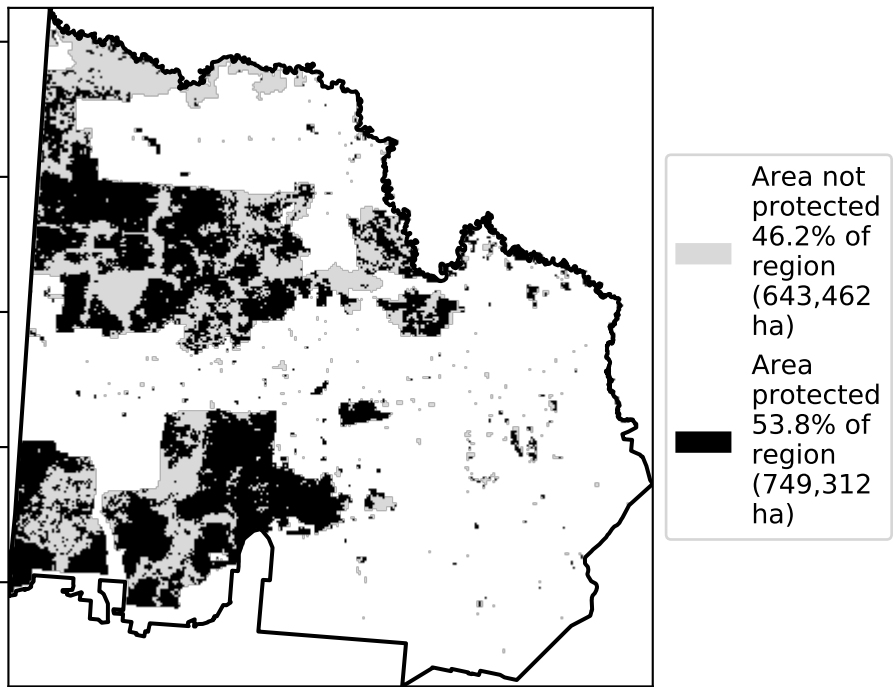 Area not
protected
46.2% of
region
(643,462
ha)
Area
protected
53.8% of
region
(749,312
ha)